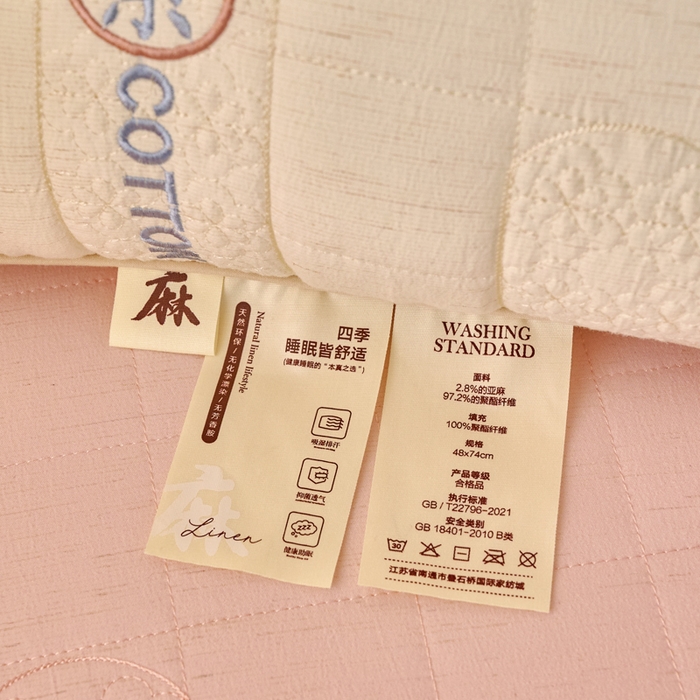 COTTON
麻
天然环保/无化学漂染/无芳香胺
Natural linen lifestyle
四季
睡眠皆舒适
(健康睡眠的“本真之选”)
吸湿排汗
抑菌透气
健康助眠
麻
Linen
WASHING
STANDARD
面料
2.8%的亚麻
97.2%的聚酯纤维
填充
100%聚酯纤维
规格
48x74cm
产品等级
合格品
执行标准
GB / T22796-2021
安全类别
GB 18401-2010 B类
30
江苏省南通市叠石桥国际家纺城